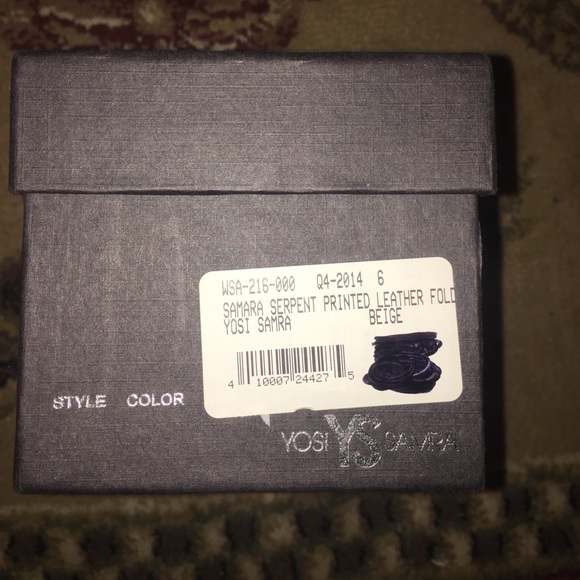 WSA-216-000 Q4-2014 6
SAMARA SERPENT PRINTED LEATHER FOLD
YOSI SAMRA BEIGE
4 10007 24427 5
STYLE COLOR
YOSI YS SAMRA